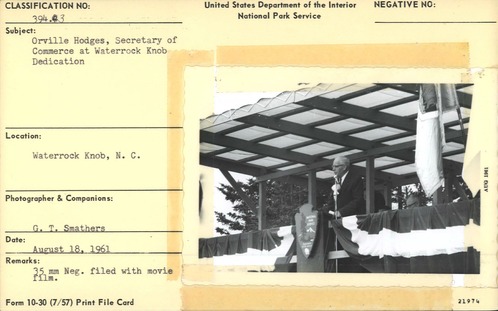 CLASSIFICATION NO:
United States Department of the Interior
National Park Service
NEGATIVE NO:
Subject:
Orville Hodges, Secretary of
Commerce at Waterrock Knob
Dedication
Location:
Waterrock Knob, N. C.
Photographer & Companions:
G. T. Smathers
Date:
August 18, 1961
Remarks:
35 mm Neg. filed with movie
film.
Form 10-30 (7/57) Print File Card
21974